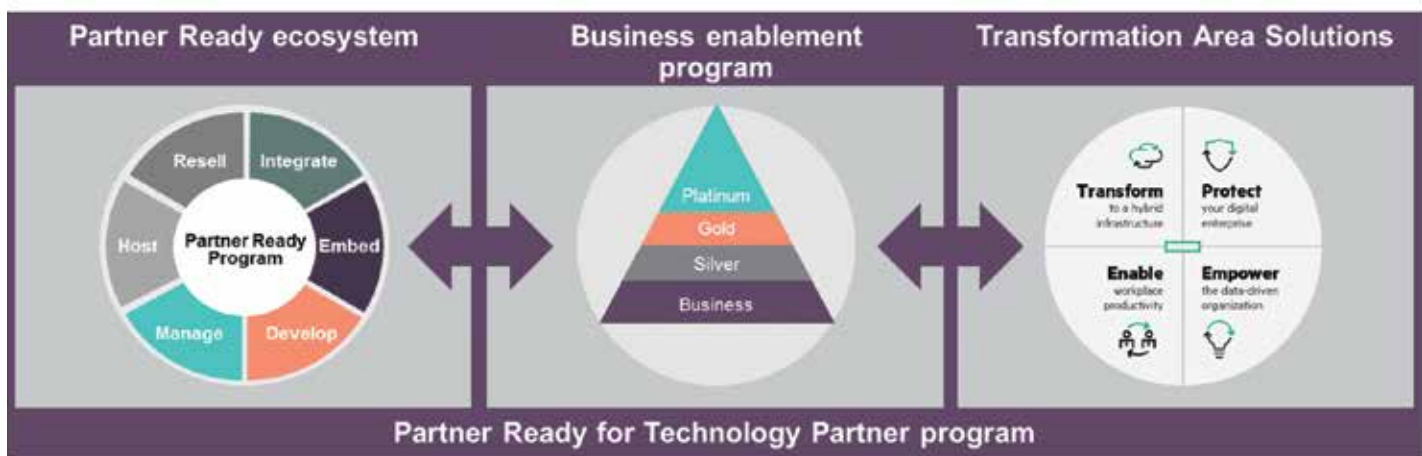 Partner Ready ecosystem
Business enablement
program
Transformation Area Solutions
Resell
Integrate
Host
Partner Ready
Program
Embed
Manage
Develop
Platinum
Gold
Silver
Business
Transform
to a hybrid
infrastructure
Protect
your digital
enterprise
Enable
workplace
productivity
Empower
the data-driven
organization
Partner Ready for Technology Partner program